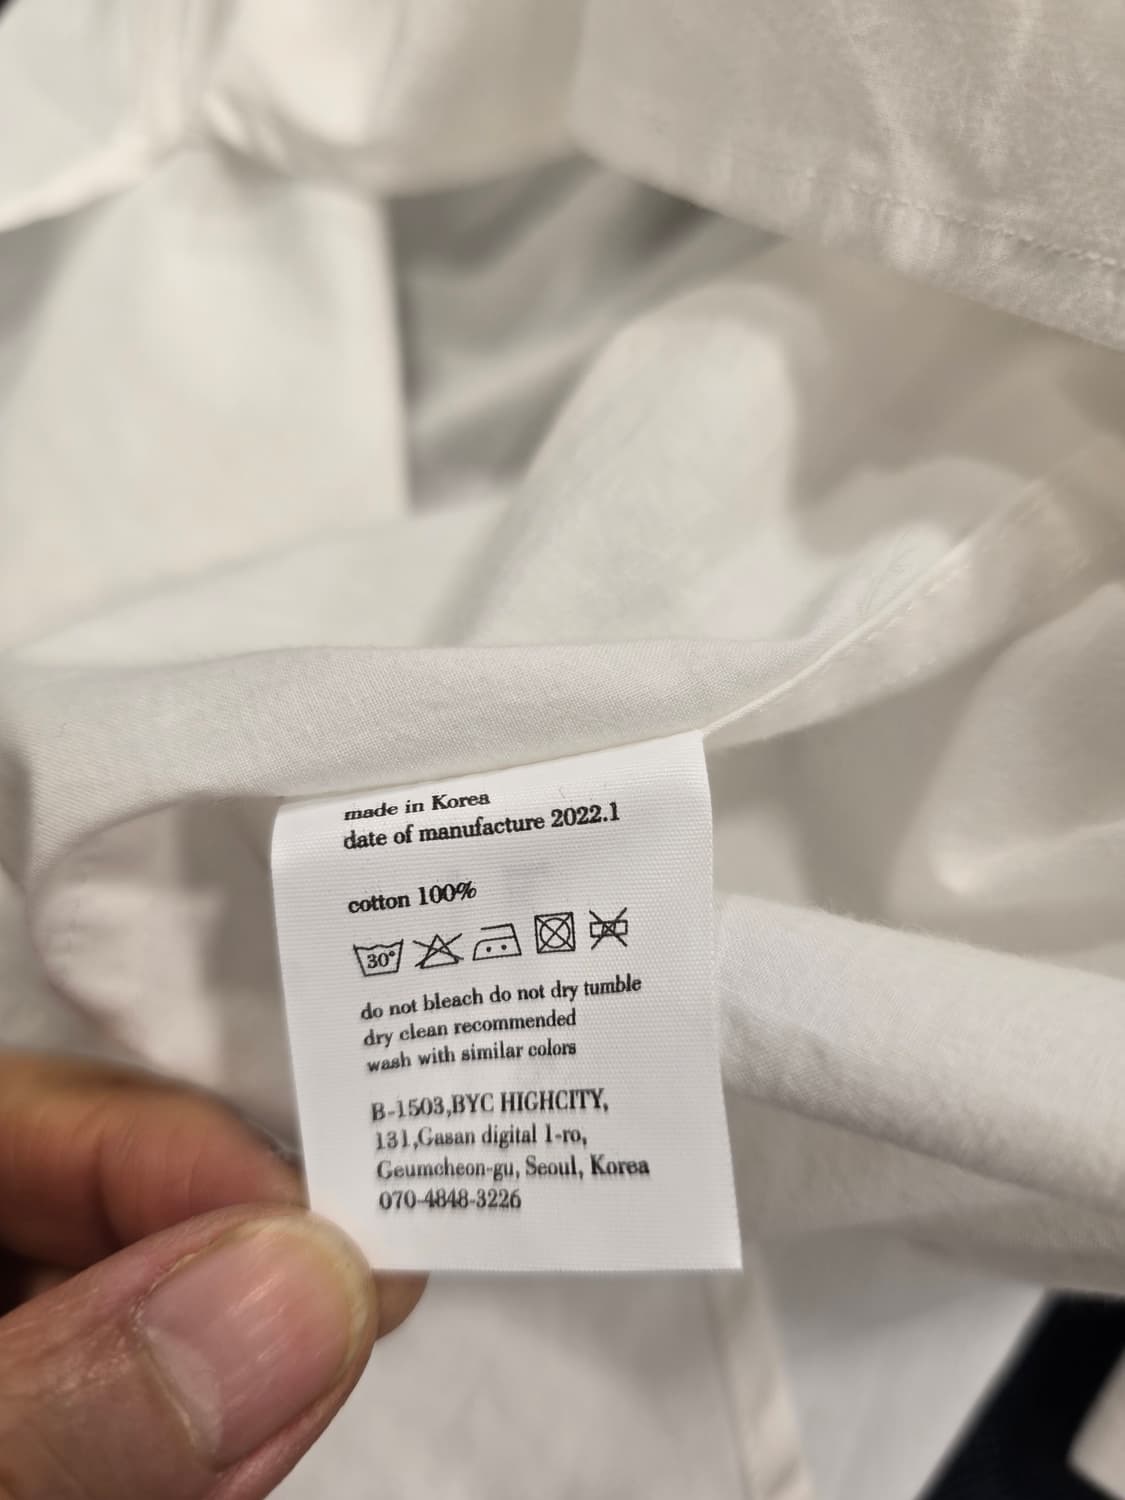 made in Korea
date of manufacture 2022.1
cotton 100%
30°
do not bleach do not dry tumble
dry clean recommended
wash with similar colors
B-1503,BYC HIGHCITY,
131,Gasan digital 1-ro,
Geumcheon-gu, Seoul, Korea
070-4848-3226